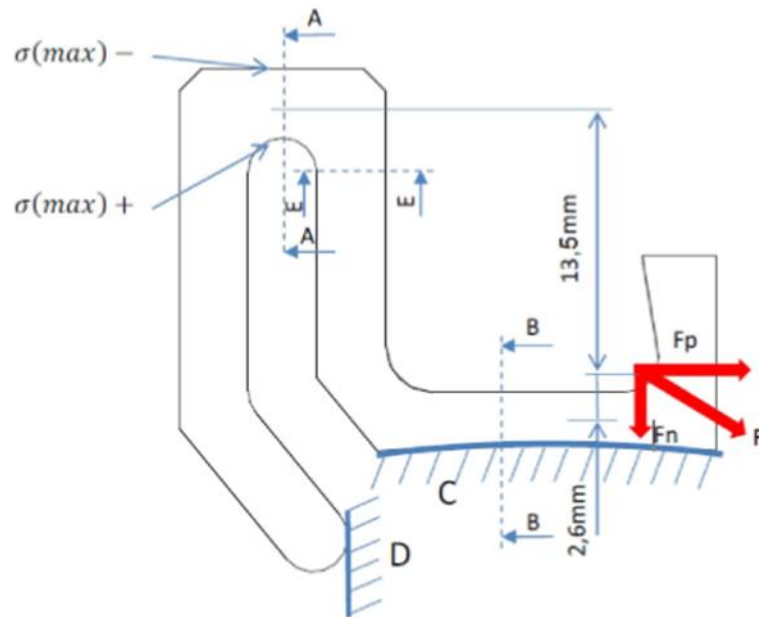 A
σ(max) −
σ(max) +
E
E
A
13,5mm
B
Fp
Fn
F
C
B
2,6mm
D